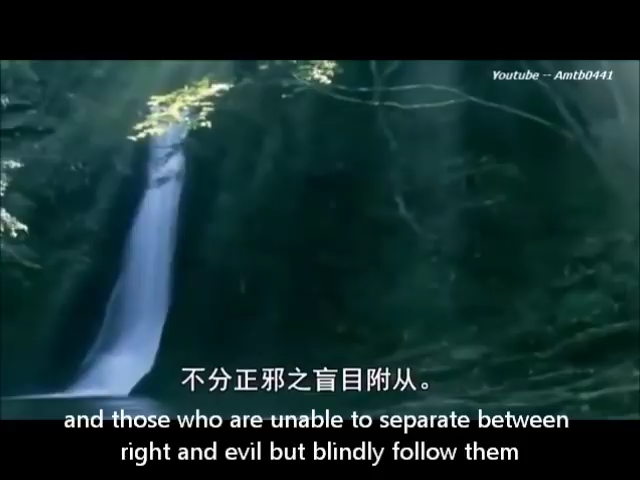 Youtube -- Amtb0441
不分正邪之盲目附从。
and those who are unable to separate between
right and evil but blindly follow them